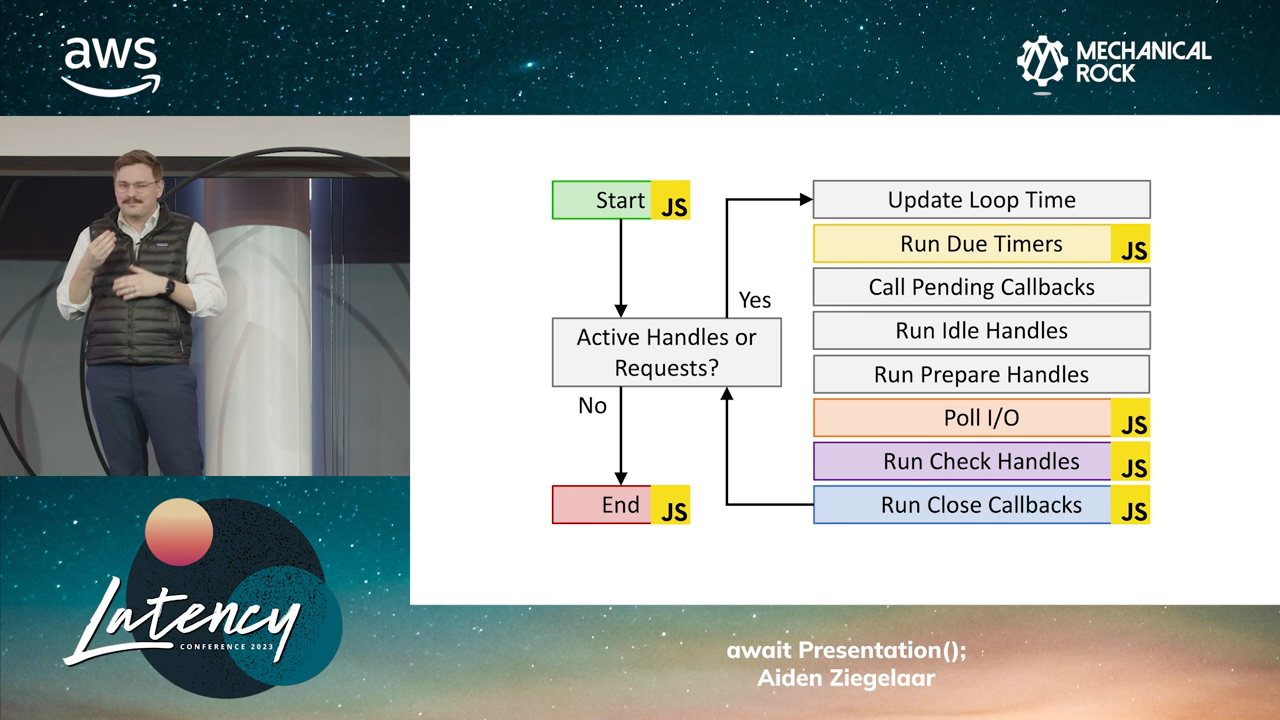 aws
MECHANICAL
ROCK
Start JS
Active Handles or
Requests?
Yes
No
End JS
Update Loop Time
Run Due Timers JS
Call Pending Callbacks
Run Idle Handles
Run Prepare Handles
Poll I/O JS
Run Check Handles JS
Run Close Callbacks JS
Latency
CONFERENCE 2023
await Presentation();
Aiden Ziegelaar